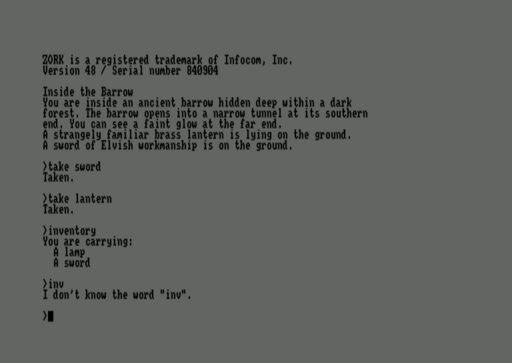 ZORK is a registered trademark of Infocom, Inc.
Version 48 / Serial number 840904
Inside the Barrow
You are inside an ancient barrow hidden deep within a dark
forest. The barrow opens into a narrow tunnel at its southern
end. You can see a faint glow at the far end.
A strangely familiar brass lantern is lying on the ground.
A sword of Elvish workmanship is on the ground.
>take sword
Taken.
>take lantern
Taken.
>inventory
You are carrying:
A lamp
A sword
>inv
I don't know the word "inv".
>